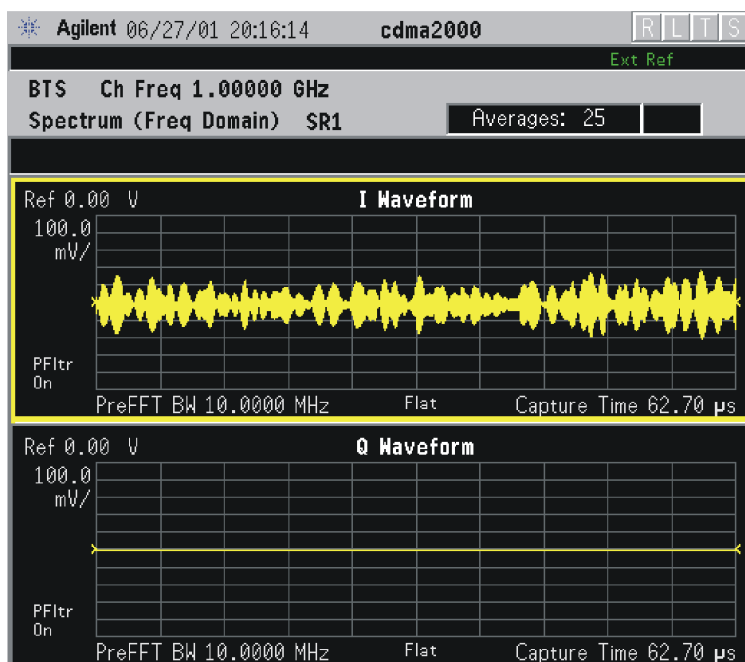 Agilent 06/27/01 20:16:14 cdma2000 R L T S
Ext Ref
BTS Ch Freq 1.00000 GHz
Spectrum (Freq Domain) SR1 Averages: 25
Ref 0.00 V I Waveform
100.0
mV/
PFltr
On
PreFFT BW 10.0000 MHz Flat Capture Time 62.70 µs
Ref 0.00 V Q Waveform
100.0
mV/
PFltr
On
PreFFT BW 10.0000 MHz Flat Capture Time 62.70 µs